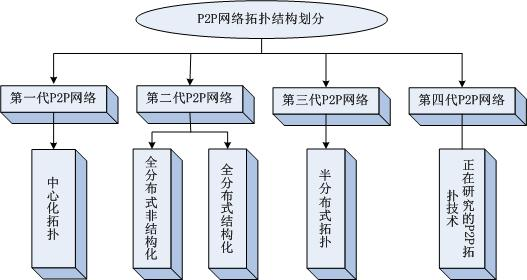 P2P网络拓扑结构划分
第一代P2P网络
第二代P2P网络
第三代P2P网络
第四代P2P网络
中心化拓扑
全分布式非结构化
全分布式结构化
半分布式拓扑
正在研究的P2P拓
扑技术